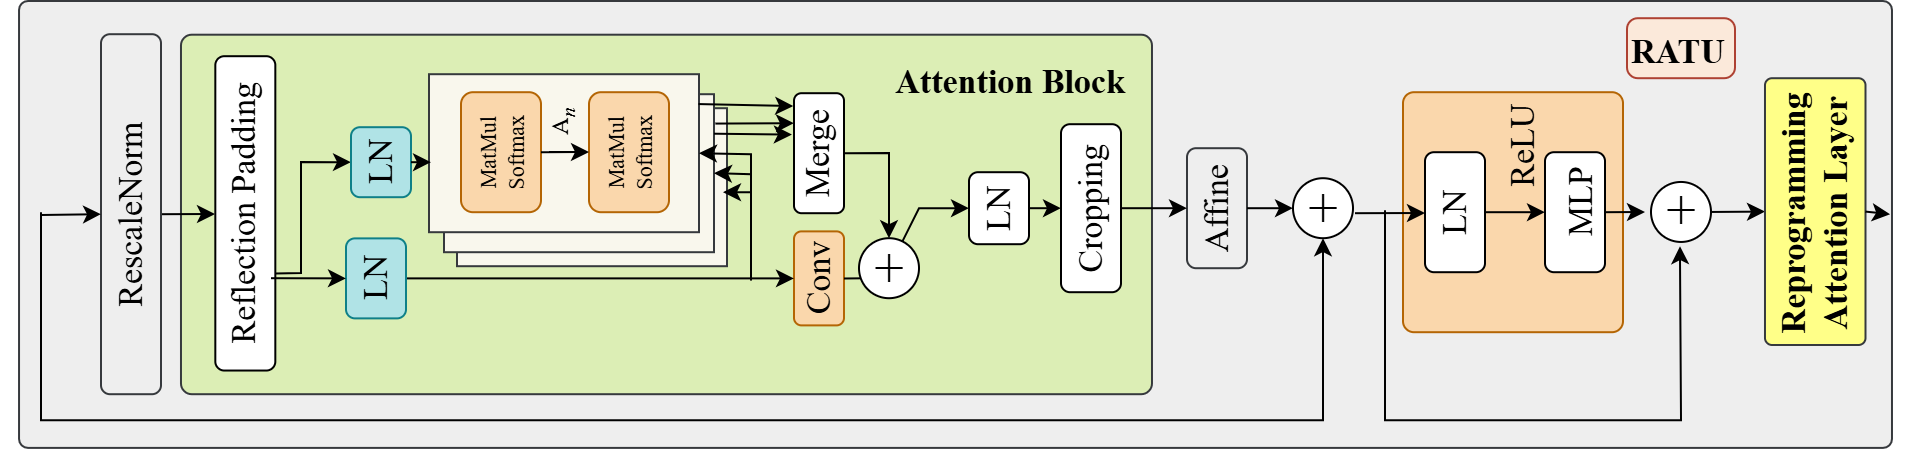 RescaleNorm
Reflection Padding
LN
LN
MatMul
Softmax
Aₙ
MatMul
Softmax
Merge
Conv
+
Attention Block
LN
Cropping
Affine
+
LN
ReLU
MLP
+
RATU
Reprogramming
Attention Layer